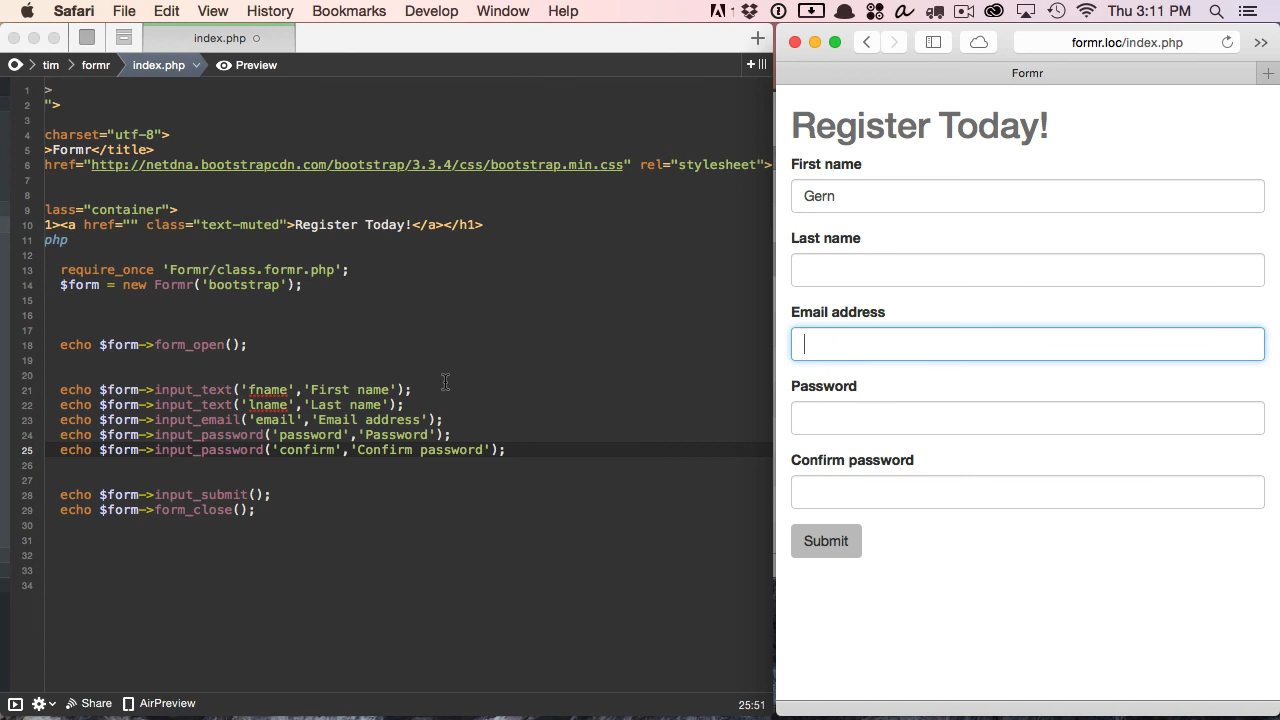 Safari File Edit View History Bookmarks Develop Window Help 1 Thu 3:11 PM
index.php
tim formr index.php Preview
1 >
2 ">
3
4 charset="utf-8">
5 >Formr</title>
6 href="http://netdna.bootstrapcdn.com/bootstrap/3.3.4/css/bootstrap.min.css" rel="stylesheet">
7
8
9 lass="container">
10 1><a href="" class="text-muted">Register Today!</a></h1>
11 php
12
13 require_once 'Formr/class.formr.php';
14 $form = new Formr('bootstrap');
15
16
17
18 echo $form->form_open();
19
20
21 echo $form->input_text('fname','First name');
22 echo $form->input_text('lname','Last name');
23 echo $form->input_email('email','Email address');
24 echo $form->input_password('password','Password');
25 echo $form->input_password('confirm','Confirm password');
26
27
28 echo $form->input_submit();
29 echo $form->form_close();
30
31
32
33
34
Share AirPreview 25:51
formr.loc/index.php
Formr
Register Today!
First name
Gern
Last name
Email address
Password
Confirm password
Submit